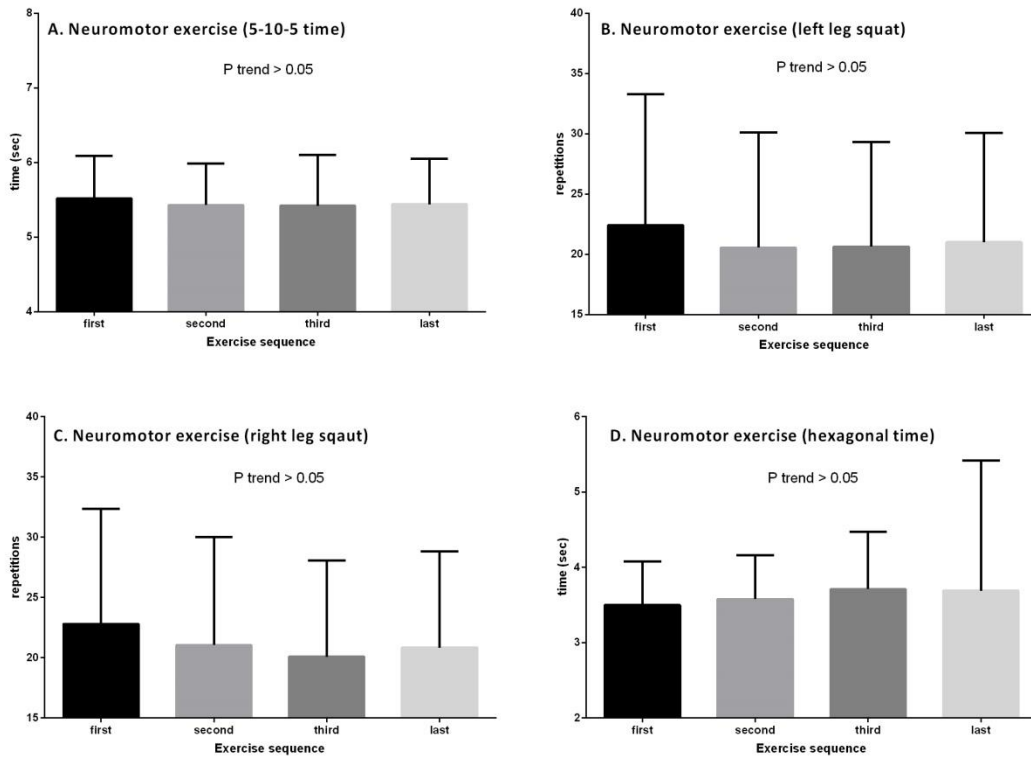 A. Neuromotor exercise (5-10-5 time)
P trend > 0.05
8
7
6
5
4
time (sec)
first second third last
Exercise sequence
B. Neuromotor exercise (left leg squat)
P trend > 0.05
40
35
30
25
20
15
repetitions
first second third last
Exercise sequence
C. Neuromotor exercise (right leg sqaut)
P trend > 0.05
40
35
30
25
20
15
repetitions
first second third last
Exercise sequence
D. Neuromotor exercise (hexagonal time)
P trend > 0.05
6
5
4
3
2
time (sec)
first second third last
Exercise sequence